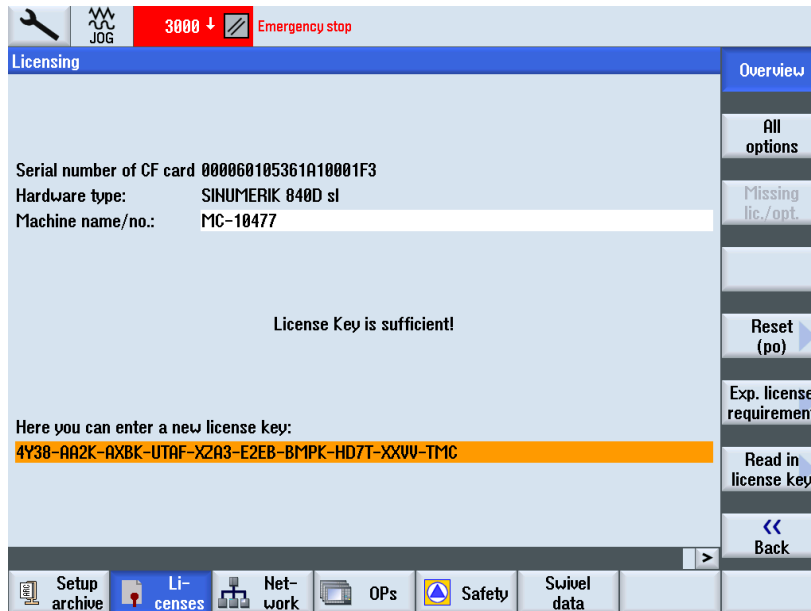 JOG
3000 ↓ Emergency stop
Licensing
Serial number of CF card 000060105361A10001F3
Hardware type: SINUMERIK 840D sl
Machine name/no.: MC-10477
License Key is sufficient!
Here you can enter a new license key:
4Y38-AA2K-AXBK-UTAF-XZA3-E2EB-BMPK-HD7T-XXVV-TMC
Overview
All
options
Missing
lic./opt.
Reset
(po)
Exp. license
requirement
Read in
license key
<<
Back
>
Setup
archive
Li-
censes
Net-
work
OPs
Safety
Swivel
data